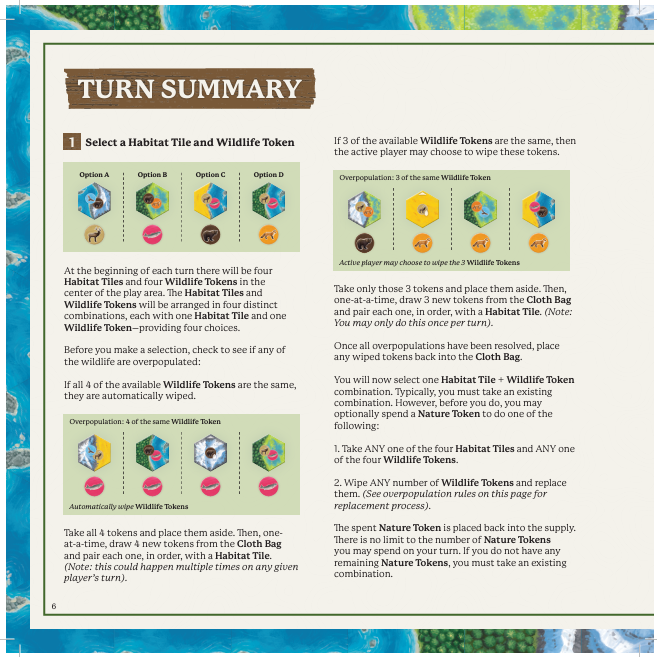 TURN SUMMARY
1 Select a Habitat Tile and Wildlife Token
Option A Option B Option C Option D
At the beginning of each turn there will be four
Habitat Tiles and four Wildlife Tokens in the
center of the play area. The Habitat Tiles and
Wildlife Tokens will be arranged in four distinct
combinations, each with one Habitat Tile and one
Wildlife Token—providing four choices.
Before you make a selection, check to see if any of
the wildlife are overpopulated:
If all 4 of the available Wildlife Tokens are the same,
they are automatically wiped.
Overpopulation: 4 of the same Wildlife Token
Automatically wipe Wildlife Tokens
Take all 4 tokens and place them aside. Then, one-
at-a-time, draw 4 new tokens from the Cloth Bag
and pair each one, in order, with a Habitat Tile.
(Note: this could happen multiple times on any given
player's turn).
6
If 3 of the available Wildlife Tokens are the same, then
the active player may choose to wipe these tokens.
Overpopulation: 3 of the same Wildlife Token
Active player may choose to wipe the 3 Wildlife Tokens
Take only those 3 tokens and place them aside. Then,
one-at-a-time, draw 3 new tokens from the Cloth Bag
and pair each one, in order, with a Habitat Tile. (Note:
You may only do this once per turn).
Once all overpopulations have been resolved, place
any wiped tokens back into the Cloth Bag.
You will now select one Habitat Tile + Wildlife Token
combination. Typically, you must take an existing
combination. However, before you do, you may
optionally spend a Nature Token to do one of the
following:
1. Take ANY one of the four Habitat Tiles and ANY one
of the four Wildlife Tokens.
2. Wipe ANY number of Wildlife Tokens and replace
them. (See overpopulation rules on this page for
replacement process).
The spent Nature Token is placed back into the supply.
There is no limit to the number of Nature Tokens
you may spend on your turn. If you do not have any
remaining Nature Tokens, you must take an existing
combination.